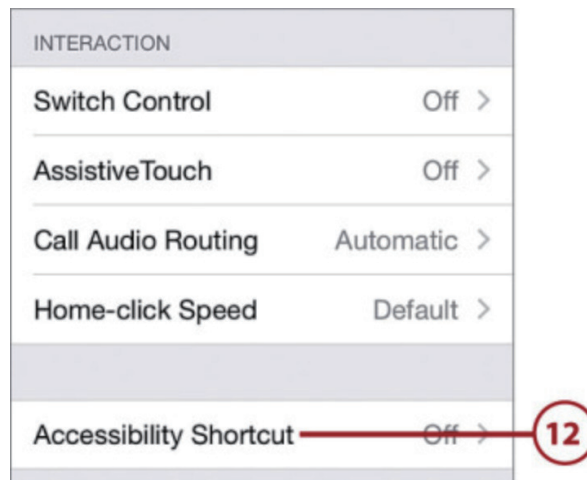 INTERACTION
Switch Control Off >
AssistiveTouch Off >
Call Audio Routing Automatic >
Home-click Speed Default >
Accessibility Shortcut Off > 12